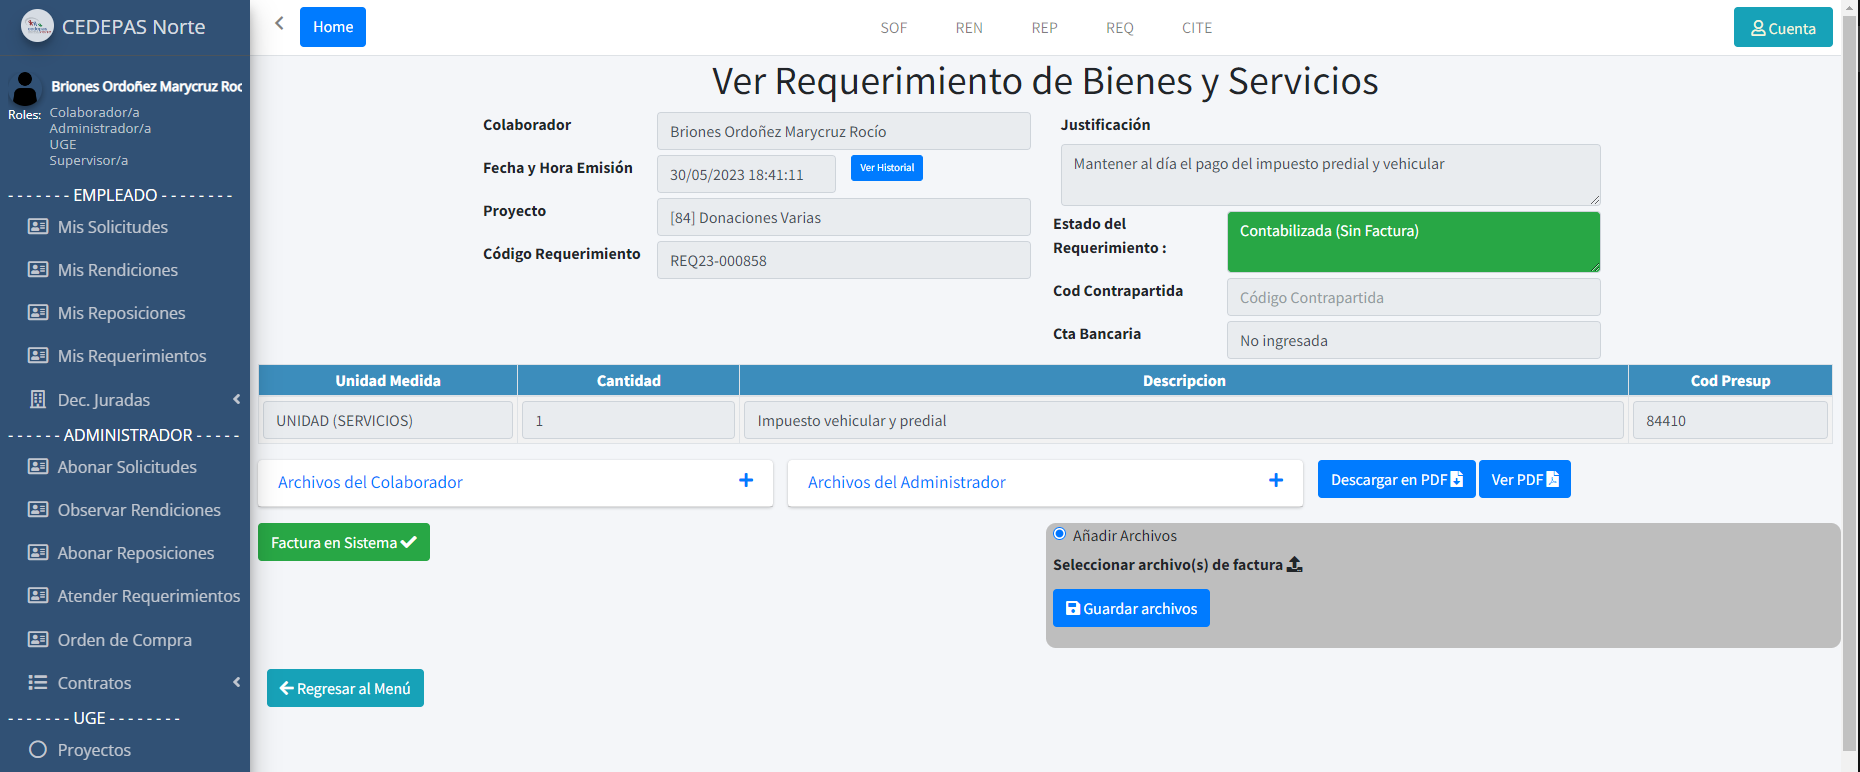 CEDEPAS Norte
Home
SOF
REN
REP
REQ
CITE
Cuenta
Briones Ordoñez Marycruz Roc
Roles:
Colaborador/a
Administrador/a
UGE
Supervisor/a
- - - - - - - EMPLEADO - - - - - - - -
Mis Solicitudes
Mis Rendiciones
Mis Reposiciones
Mis Requerimientos
Dec. Juradas
- - - - - - ADMINISTRADOR - - - - -
Abonar Solicitudes
Observar Rendiciones
Abonar Reposiciones
Atender Requerimientos
Orden de Compra
Contratos
- - - - - - - UGE - - - - - - - -
Proyectos
Ver Requerimiento de Bienes y Servicios
Colaborador
Briones Ordoñez Marycruz Rocío
Fecha y Hora Emisión
30/05/2023 18:41:11
Ver Historial
Proyecto
[84] Donaciones Varias
Código Requerimiento
REQ23-000858
Justificación
Mantener al día el pago del impuesto predial y vehicular
Estado del
Requerimiento :
Contabilizada (Sin Factura)
Cod Contrapartida
Código Contrapartida
Cta Bancaria
No ingresada
Unidad Medida
Cantidad
Descripcion
Cod Presup
UNIDAD (SERVICIOS)
1
Impuesto vehicular y predial
84410
Archivos del Colaborador
Archivos del Administrador
Descargar en PDF
Ver PDF
Factura en Sistema
Añadir Archivos
Seleccionar archivo(s) de factura
Guardar archivos
Regresar al Menú